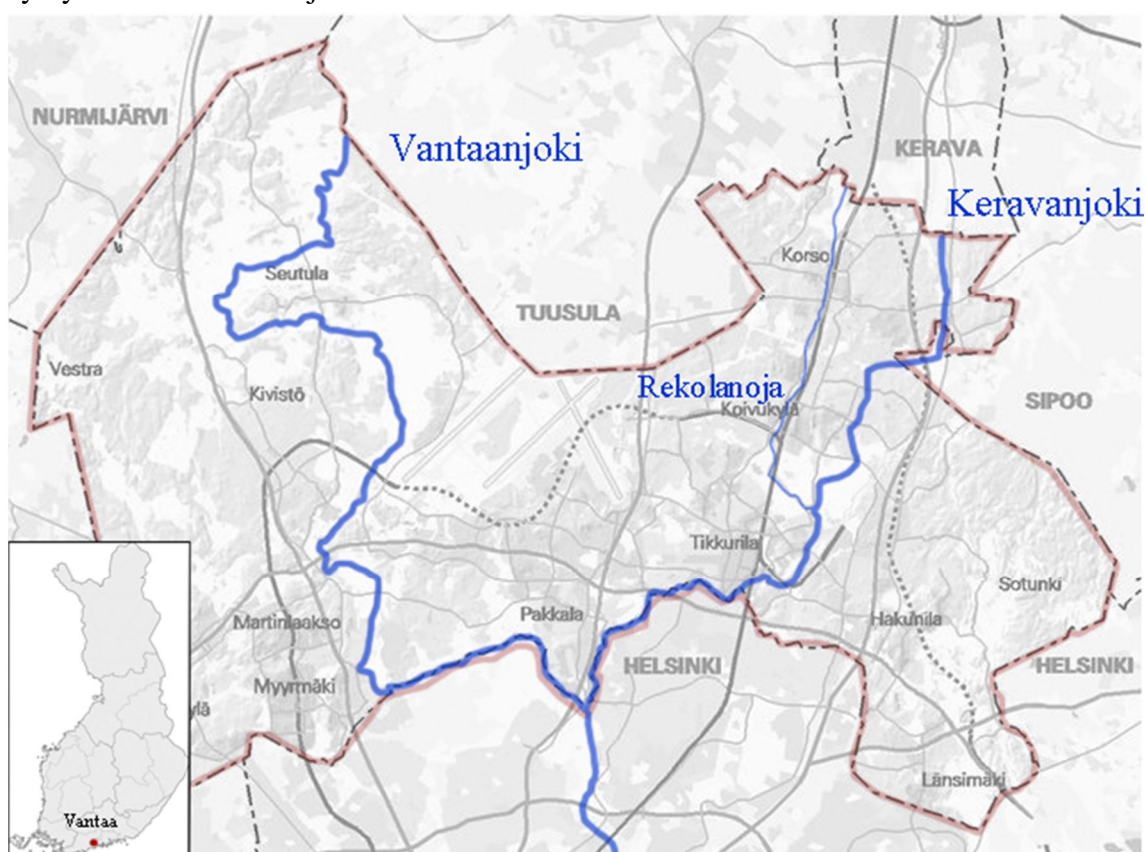 NURMIJÄRVI
Vantaanjoki
KERAVA
Keravanjoki
Korso
Seutula
TUUSULA
Vestra
Kivistö
Rekolanoja
Koivukylä
SIPOO
Tikkurila
Sotunki
Martinlaakso
Pakkala
Hakunila
Myyrmäki
HELSINKI
HELSINKI
ylä
Länsimäki
Vantaa